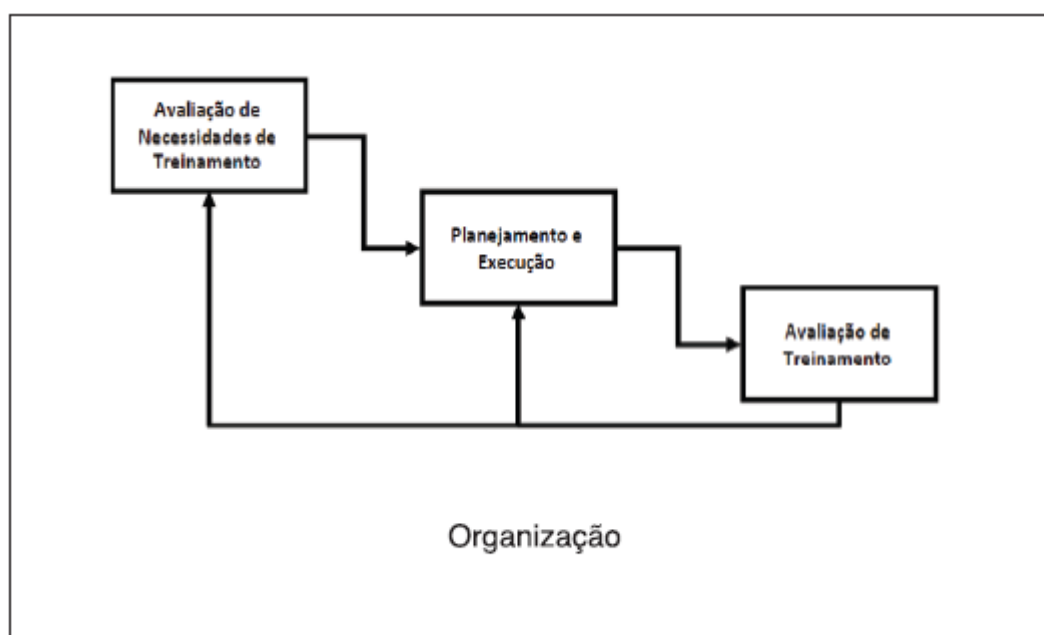 Avaliação de
Necessidades de
Treinamento
Planejamento e
Execução
Avaliação de
Treinamento
Organização